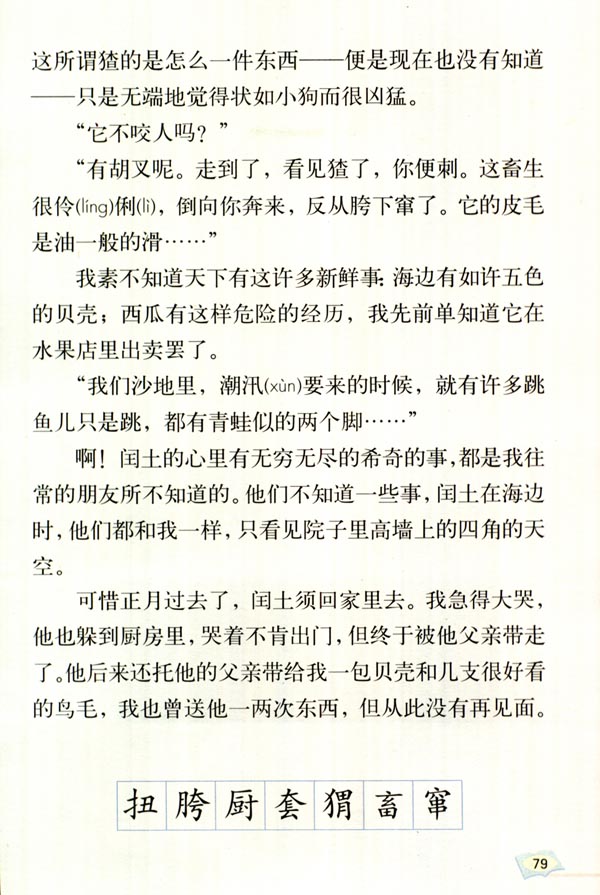 这所谓猹的是怎么一件东西——便是现在也没有知道
——只是无端地觉得状如小狗而很凶猛。
“它不咬人吗？”
“有胡叉呢。走到了，看见猹了，你便刺。这畜生
很伶(líng)俐(lì)，倒向你奔来，反从胯下窜了。它的皮毛
是油一般的滑……”
我素不知道天下有这许多新鲜事：海边有如许五色
的贝壳；西瓜有这样危险的经历，我先前单知道它在
水果店里出卖罢了。
“我们沙地里，潮汛(xùn)要来的时候，就有许多跳
鱼儿只是跳，都有青蛙似的两个脚……”
啊！闰土的心里有无穷无尽的希奇的事，都是我往
常的朋友所不知道的。他们不知道一些事，闰土在海边
时，他们都和我一样，只看见院子里高墙上的四角的天
空。
可惜正月过去了，闰土须回家里去。我急得大哭，
他也躲到厨房里，哭着不肯出门，但终于被他父亲带走
了。他后来还托他的父亲带给我一包贝壳和几支很好看
的鸟毛，我也曾送他一两次东西，但从此没有再见面。
扭胯厨套猬畜窜
79